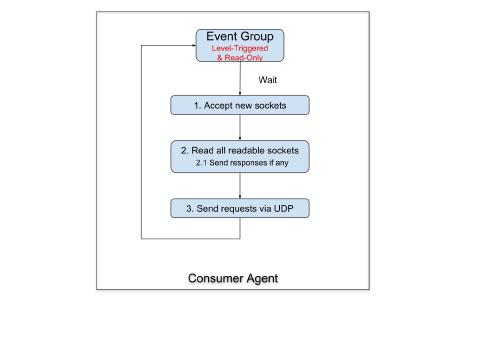 Event Group
Level-Triggered
& Read-Only
Wait
1. Accept new sockets
2. Read all readable sockets
2.1 Send responses if any
3. Send requests via UDP
Consumer Agent